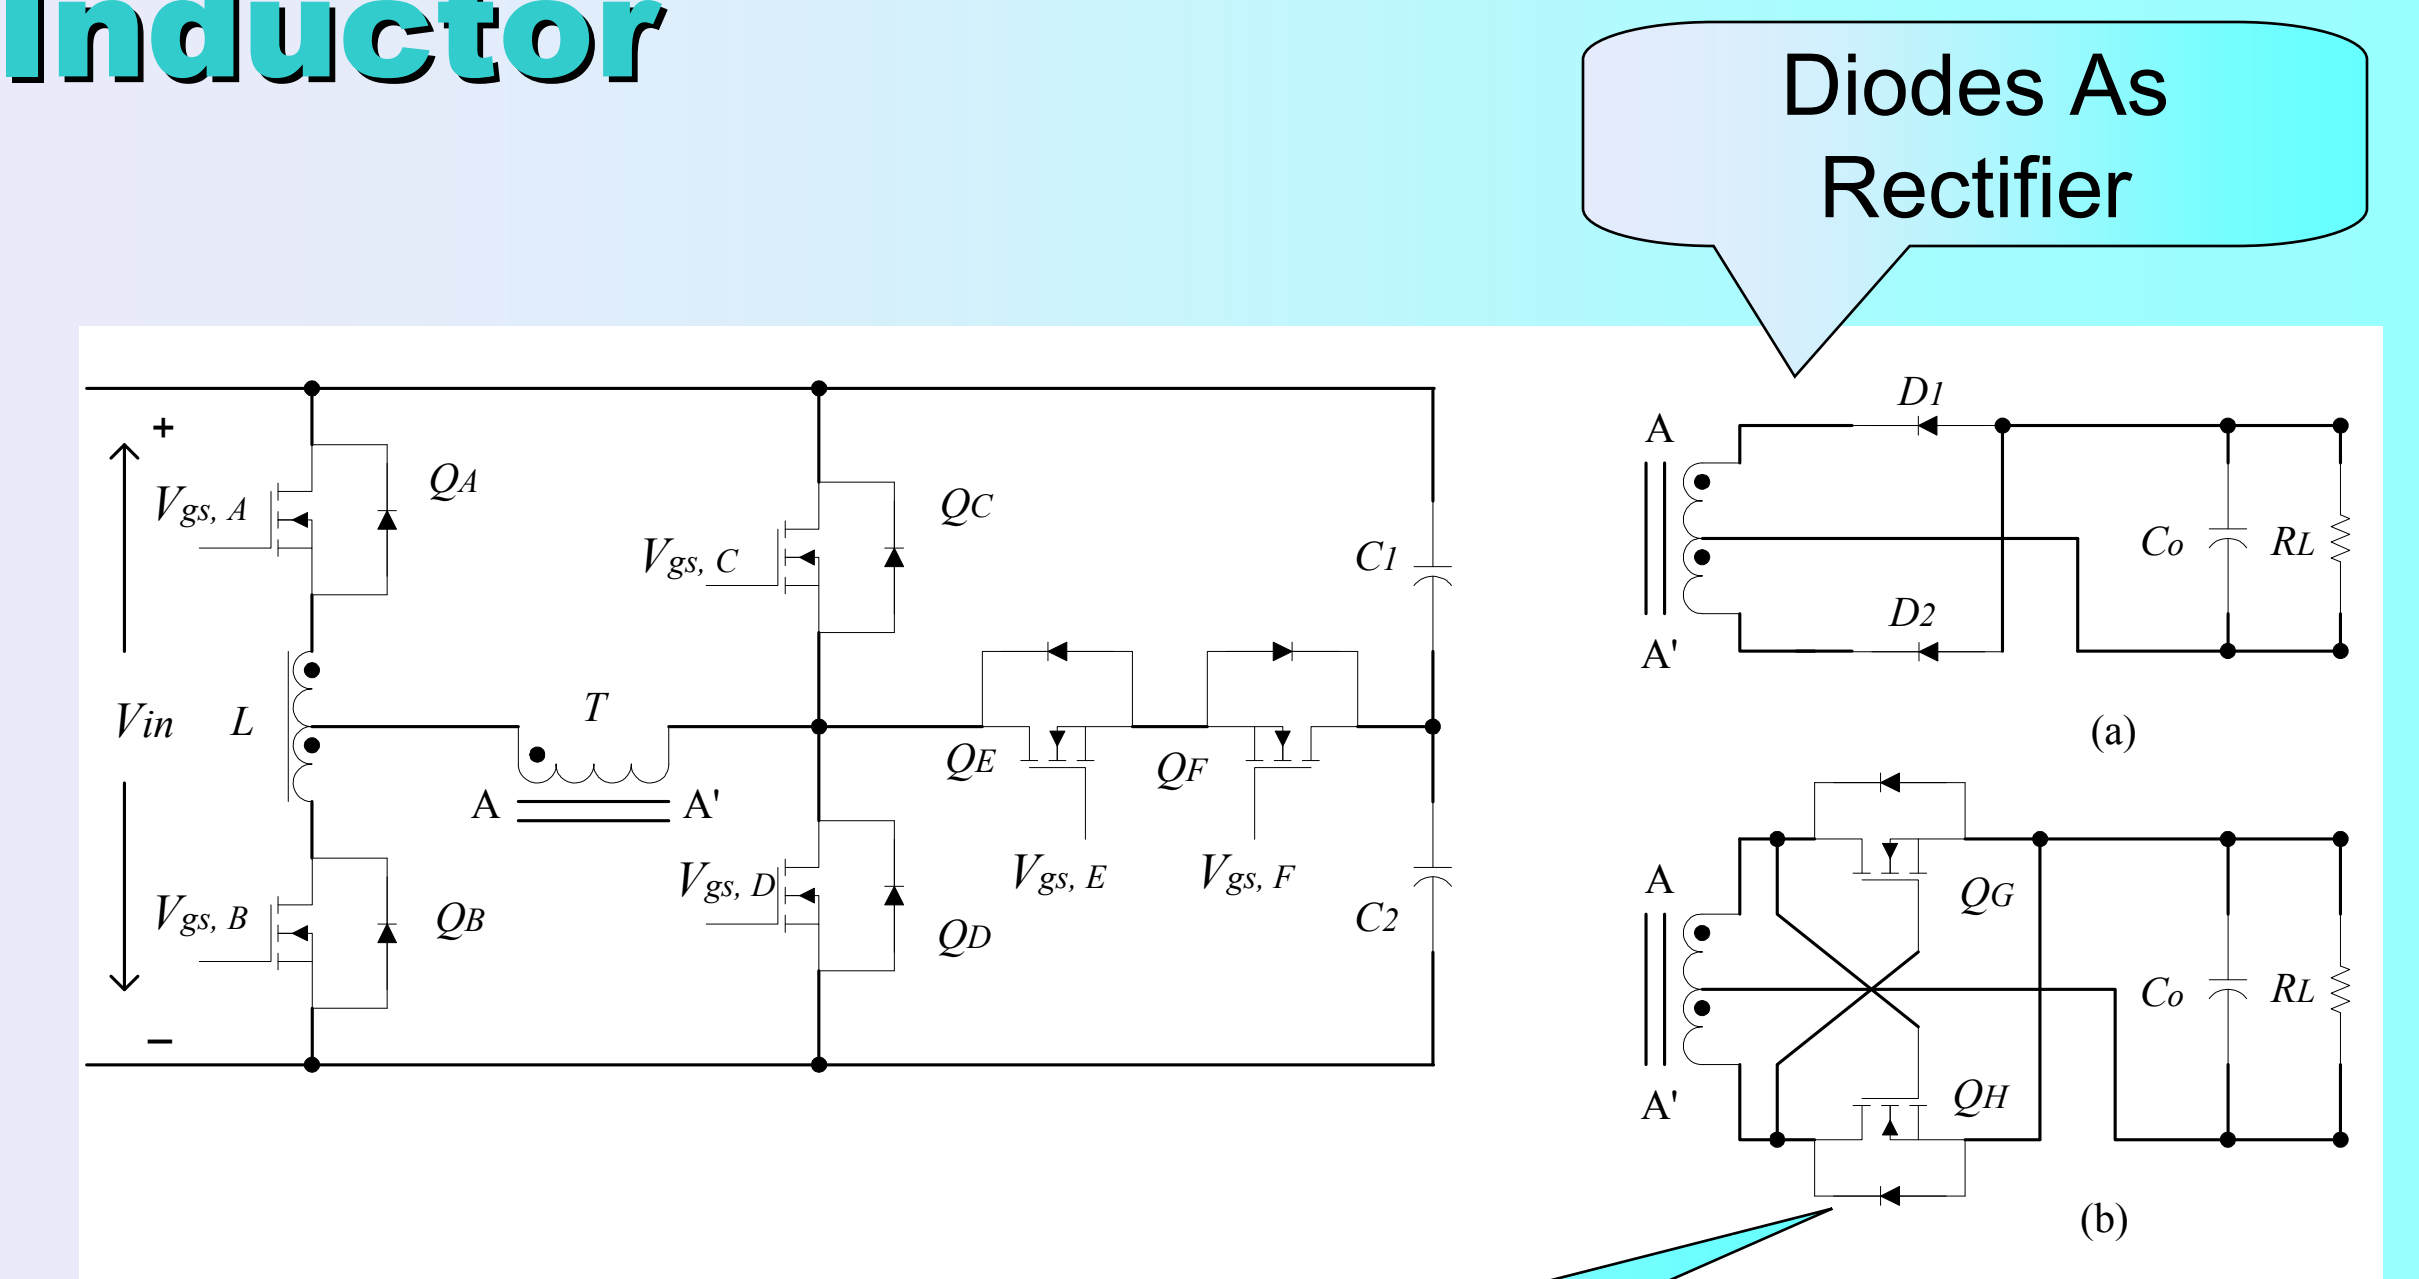 Inductor
Diodes As
Rectifier
+
Vgs, A
QA
Vgs, C
QC
C1
Vin
L
T
A
A'
QE
QF
Vgs, E
Vgs, F
Vgs, B
QB
Vgs, D
QD
C2
–
A
D1
D2
A'
Co
RL
(a)
A
QG
A'
QH
Co
RL
(b)